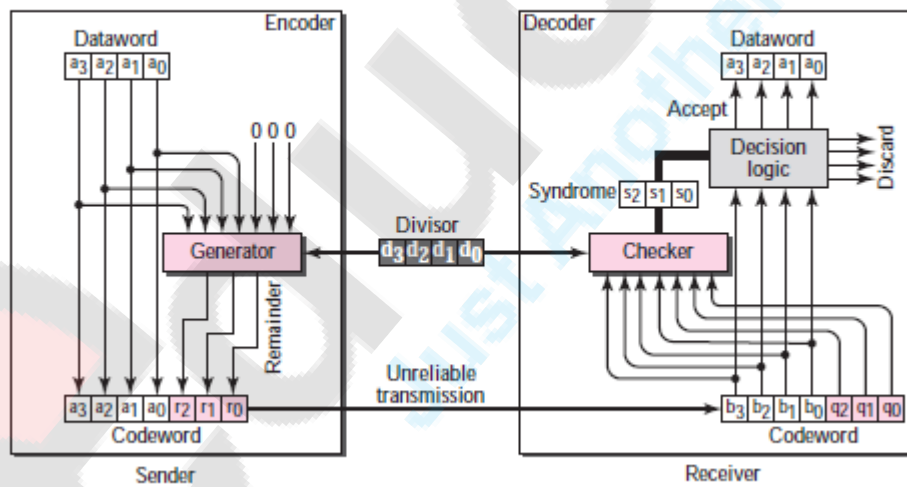 Encoder
Dataword
a3 a2 a1 a0
0 0 0
Generator
Remainder
a3 a2 a1 a0 r2 r1 r0
Codeword
Sender
Divisor
d3 d2 d1 d0
Unreliable
transmission
Decoder
Dataword
a3 a2 a1 a0
Accept
Decision
logic
Discard
Syndrome
s2 s1 s0
Checker
b3 b2 b1 b0 q2 q1 q0
Codeword
Receiver
Just Another